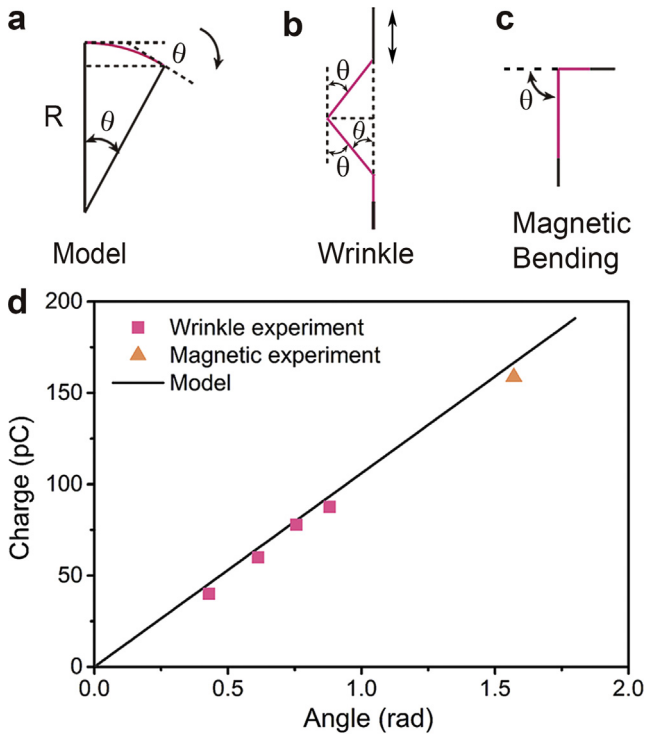 a
θ
R
θ
Model
b
θ
θ
θ
Wrinkle
c
θ
Magnetic
Bending
d
200
150
100
50
0
Charge (pC)
Wrinkle experiment
Magnetic experiment
Model
0.0 0.5 1.0 1.5 2.0
Angle (rad)